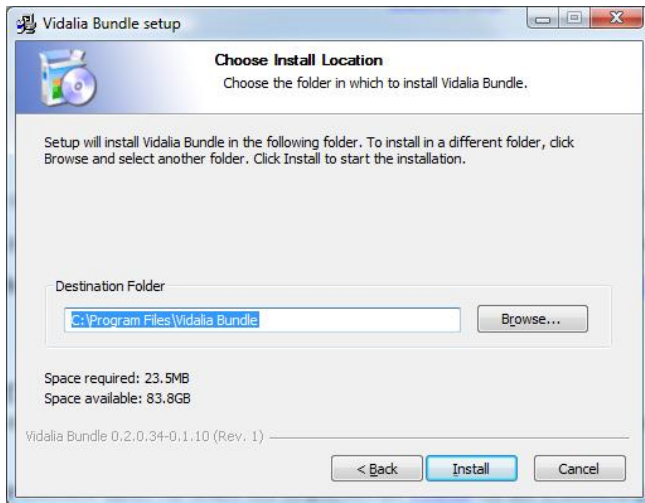 Vidalia Bundle setup
Choose Install Location
Choose the folder in which to install Vidalia Bundle.
Setup will install Vidalia Bundle in the following folder. To install in a different folder, click
Browse and select another folder. Click Install to start the installation.
Destination Folder
C:\Program Files\Vidalia Bundle
Browse...
Space required: 23.5MB
Space available: 83.8GB
Vidalia Bundle 0.2.0.34-0.1.10 (Rev. 1)
< Back
Install
Cancel